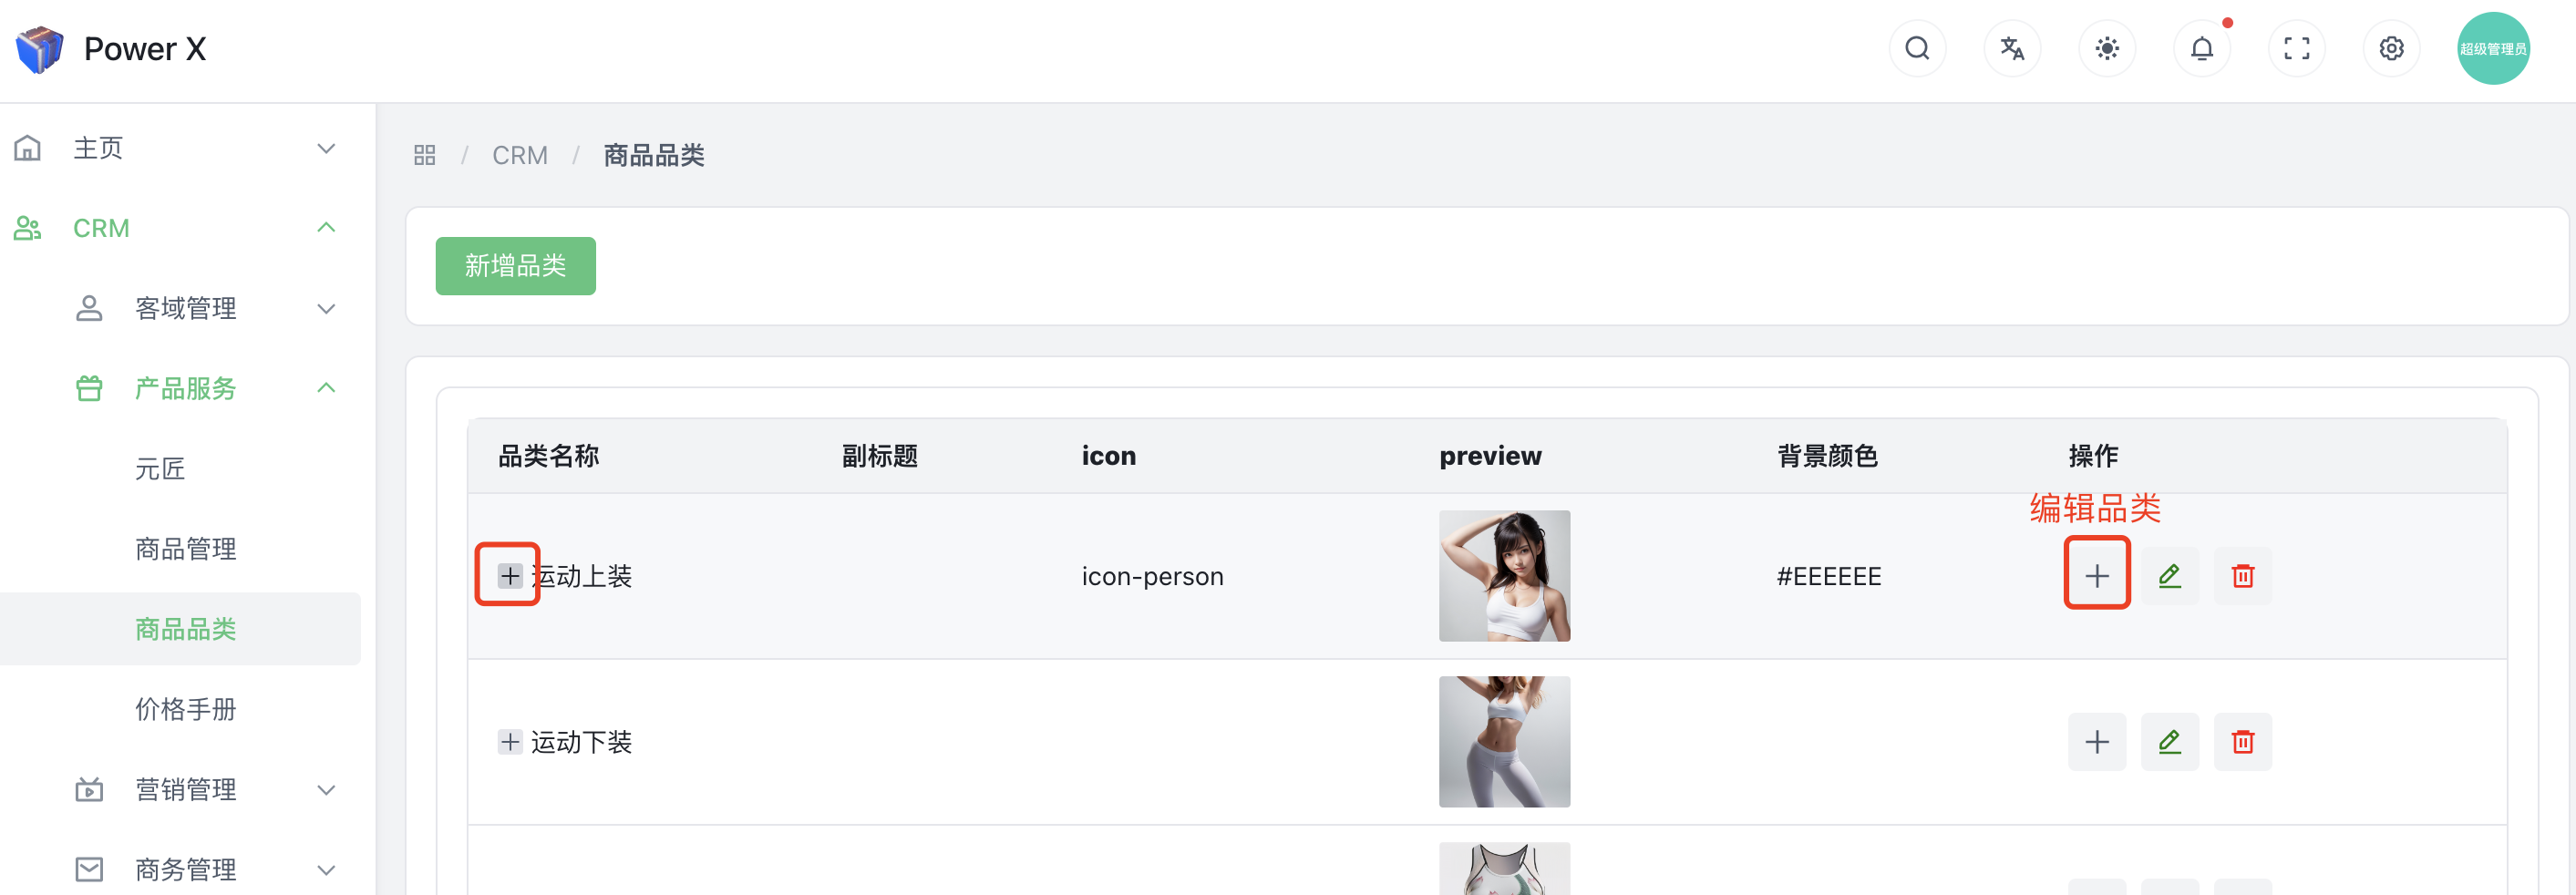 Power X
超级管理员
主页
CRM
客域管理
产品服务
元匠
商品管理
商品品类
价格手册
营销管理
商务管理
/ CRM / 商品品类
新增品类
品类名称 副标题 icon preview 背景颜色 操作
编辑品类
运动上装 icon-person #EEEEEE
运动下装